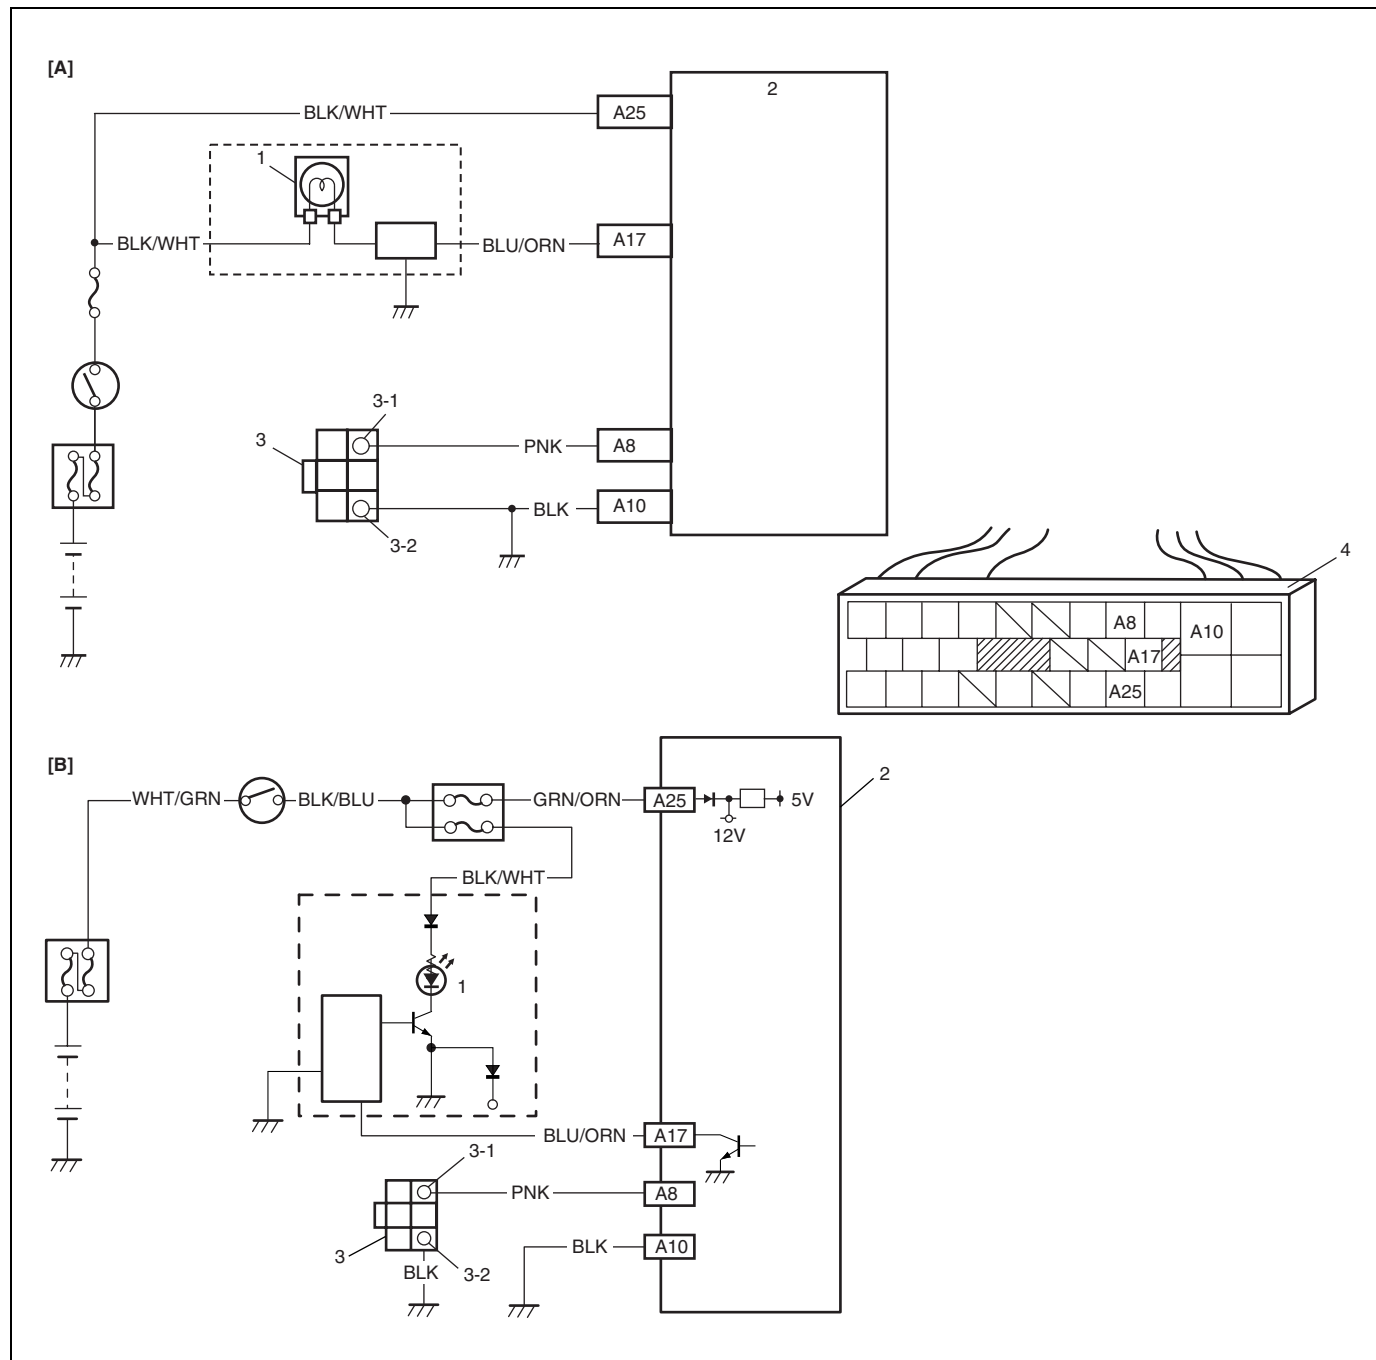 [A]
2
BLK/WHT
A25
1
BLK/WHT
BLU/ORN
A17
3-1
3
PNK
A8
BLK
A10
3-2
4
A8
A10
A17
A25
[B]
2
WHT/GRN
BLK/BLU
GRN/ORN
A25
5V
12V
BLK/WHT
1
BLU/ORN
A17
3-1
PNK
A8
3
BLK
A10
BLK
3-2